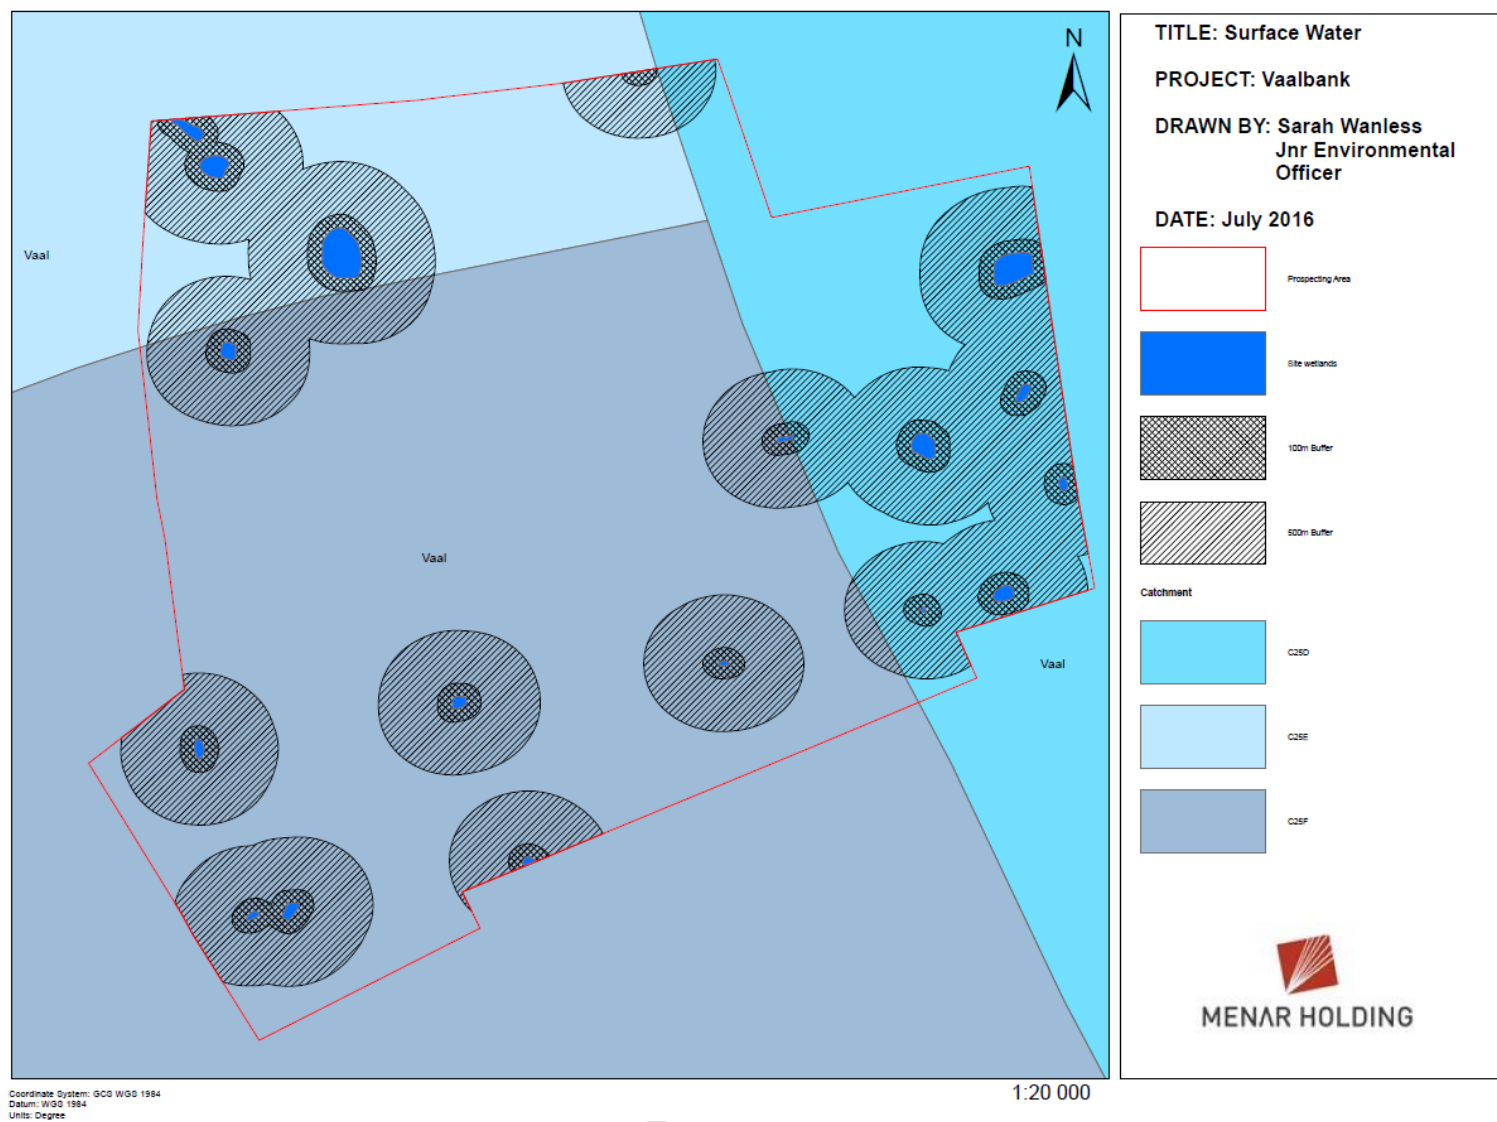 N
Vaal
Vaal
Vaal
TITLE: Surface Water
PROJECT: Vaalbank
DRAWN BY: Sarah Wanless
Jnr Environmental
Officer
DATE: July 2016
Prospecting Area
Site wetlands
100m Buffer
500m Buffer
Catchment
C25D
C25E
C25F
MENAR HOLDING
Coordinate System: GCS WGS 1984
Datum: WGS 1984
Units: Degree
1:20 000